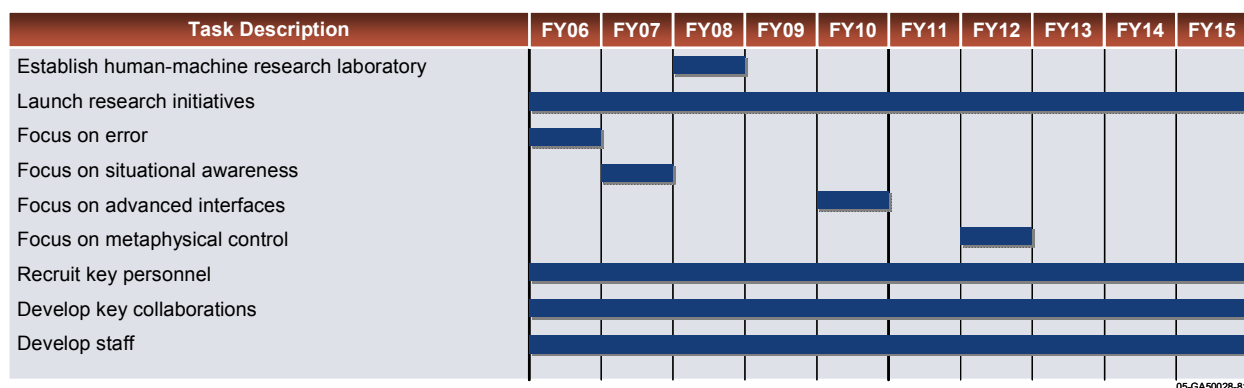 Task Description FY06 FY07 FY08 FY09 FY10 FY11 FY12 FY13 FY14 FY15
Establish human-machine research laboratory
Launch research initiatives
Focus on error
Focus on situational awareness
Focus on advanced interfaces
Focus on metaphysical control
Recruit key personnel
Develop key collaborations
Develop staff